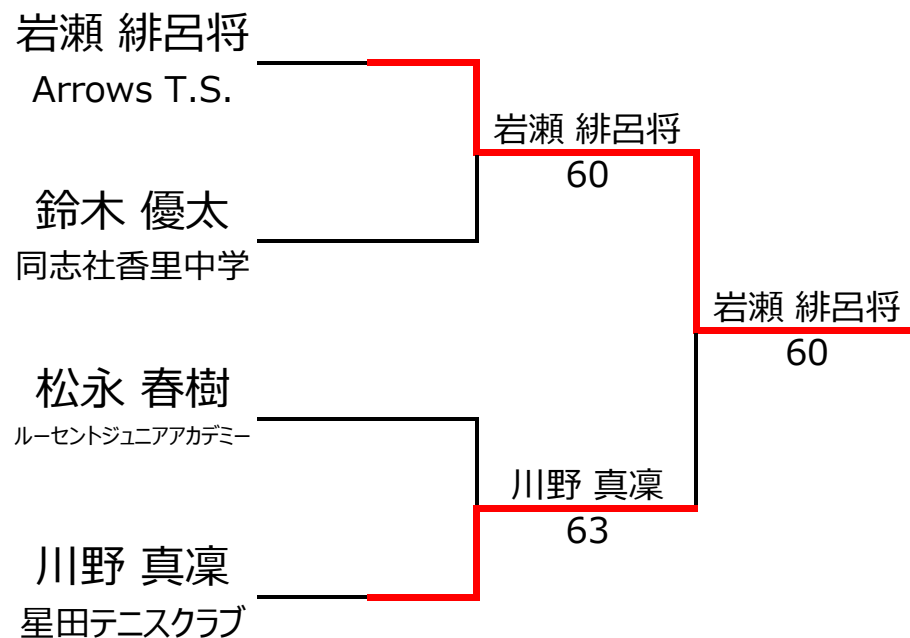 岩瀬 緋呂将
Arrows T.S.
鈴木 優太
同志社香里中学
松永 春樹
ルーセントジュニアアカデミー
川野 真凜
星田テニスクラブ
岩瀬 緋呂将
60
川野 真凜
63
岩瀬 緋呂将
60